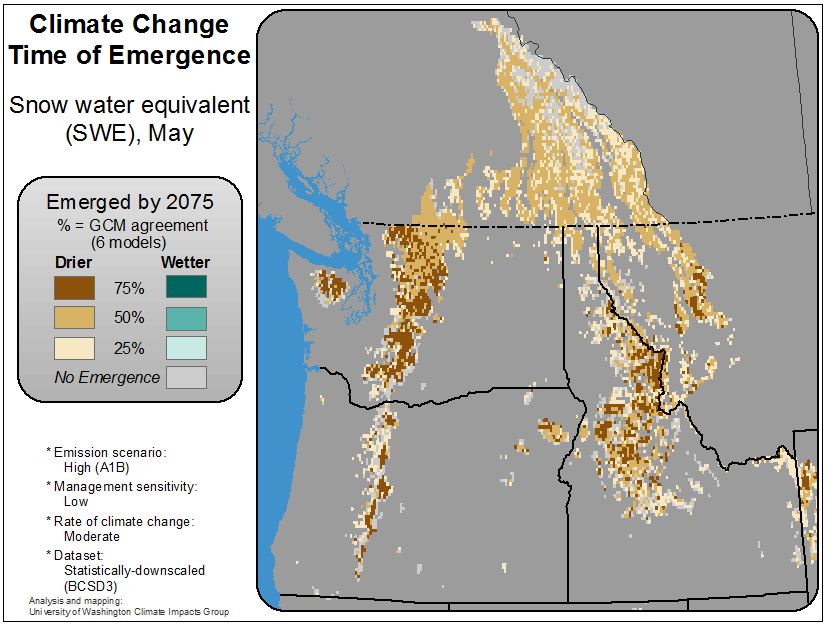 Climate Change
Time of Emergence
Snow water equivalent
(SWE), May
Emerged by 2075
% = GCM agreement
(6 models)
Drier Wetter
75%
50%
25%
No Emergence
* Emission scenario:
High (A1B)
* Management sensitivity:
Low
* Rate of climate change:
Moderate
* Dataset:
Statistically-downscaled
(BCSD3)
Analysis and mapping:
University of Washington Climate Impacts Group